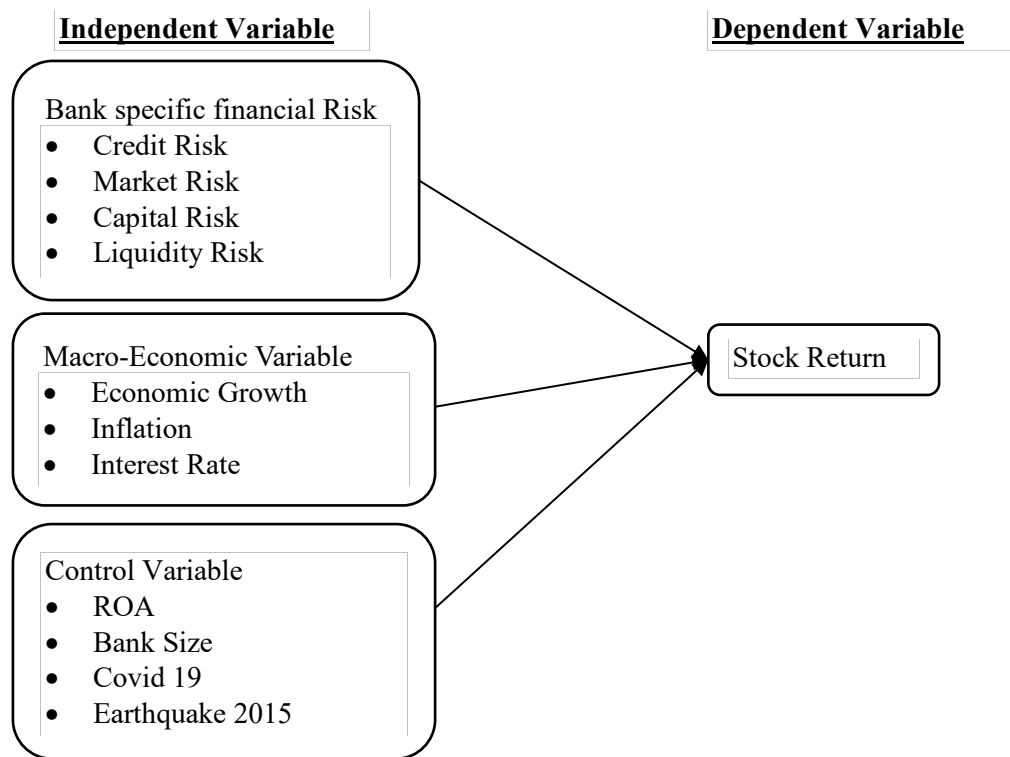 Independent Variable
Dependent Variable
Bank specific financial Risk
• Credit Risk
• Market Risk
• Capital Risk
• Liquidity Risk
Macro-Economic Variable
• Economic Growth
• Inflation
• Interest Rate
Stock Return
Control Variable
• ROA
• Bank Size
• Covid 19
• Earthquake 2015